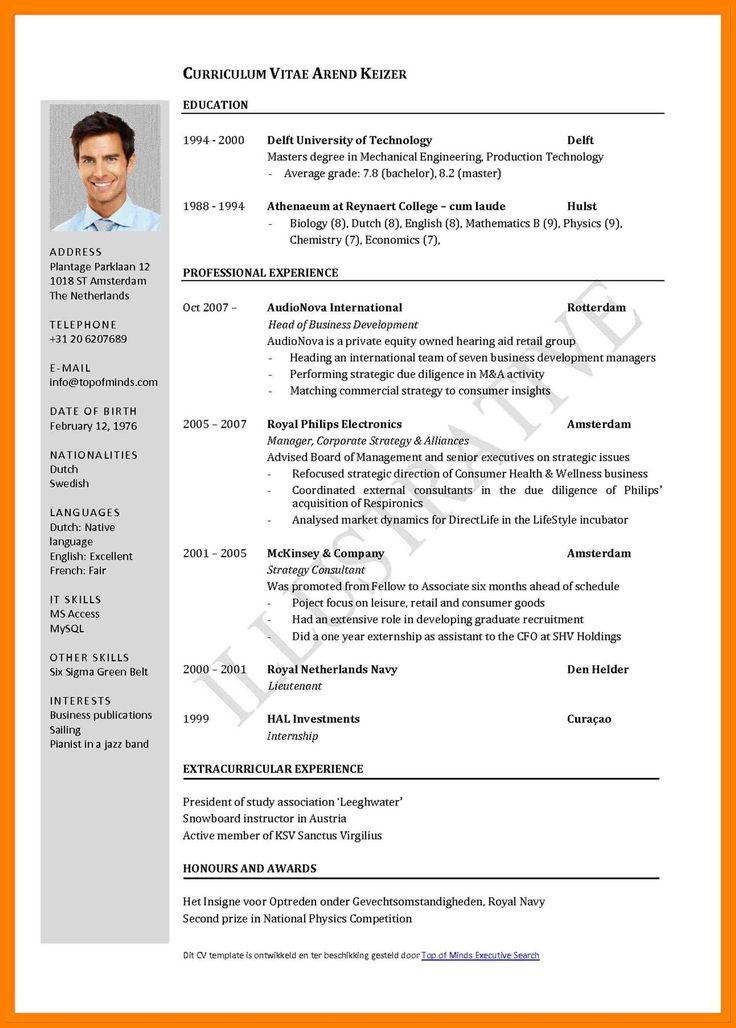 CURRICULUM VITAE AREND KEIZER
ADDRESS
Plantage Parklaan 12
1018 ST Amsterdam
The Netherlands
TELEPHONE
+31 20 6207689
E-MAIL
info@topofminds.com
DATE OF BIRTH
February 12, 1976
NATIONALITIES
Dutch
Swedish
LANGUAGES
Dutch: Native
language
English: Excellent
French: Fair
IT SKILLS
MS Access
MySQL
OTHER SKILLS
Six Sigma Green Belt
INTERESTS
Business publications
Sailing
Pianist in a jazz band
EDUCATION
1994 - 2000 Delft University of Technology Delft
Masters degree in Mechanical Engineering, Production Technology
- Average grade: 7.8 (bachelor), 8.2 (master)
1988 - 1994 Athenaeum at Reynaert College – cum laude Hulst
- Biology (8), Dutch (8), English (8), Mathematics B (9), Physics (9),
Chemistry (7), Economics (7),
PROFESSIONAL EXPERIENCE
Oct 2007 – AudioNova International Rotterdam
Head of Business Development
AudioNova is a private equity owned hearing aid retail group
- Heading an international team of seven business development managers
- Performing strategic due diligence in M&A activity
- Matching commercial strategy to consumer insights
2005 – 2007 Royal Philips Electronics Amsterdam
Manager, Corporate Strategy & Alliances
Advised Board of Management and senior executives on strategic issues
- Refocused strategic direction of Consumer Health & Wellness business
- Coordinated external consultants in the due diligence of Philips’
acquisition of Respironics
- Analysed market dynamics for DirectLife in the LifeStyle incubator
2001 – 2005 McKinsey & Company Amsterdam
Strategy Consultant
Was promoted from Fellow to Associate six months ahead of schedule
- Poject focus on leisure, retail and consumer goods
- Had an extensive role in developing graduate recruitment
- Did a one year externship as assistant to the CFO at SHV Holdings
2000 – 2001 Royal Netherlands Navy Den Helder
Lieutenant
1999 HAL Investments Curaçao
Internship
EXTRACURRICULAR EXPERIENCE
President of study association ‘Leeghwater’
Snowboard instructor in Austria
Active member of KSV Sanctus Virgilius
HONOURS AND AWARDS
Het Insigne voor Optreden onder Gevechtsomstandigheden, Royal Navy
Second prize in National Physics Competition
Dit CV template is ontwikkeld en ter beschikking gesteld door Top of Minds Executive Search
ILLUSTRATIVE